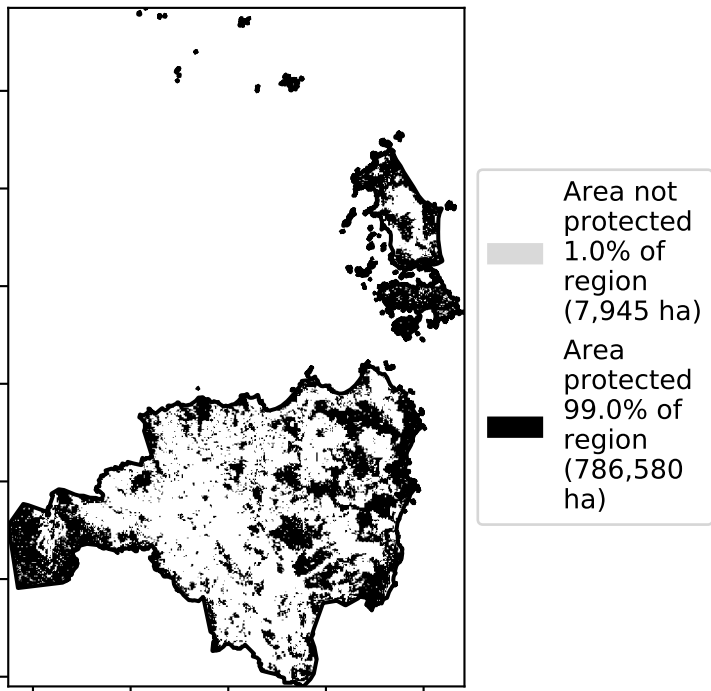 Area not
protected
1.0% of
region
(7,945 ha)
Area
protected
99.0% of
region
(786,580
ha)